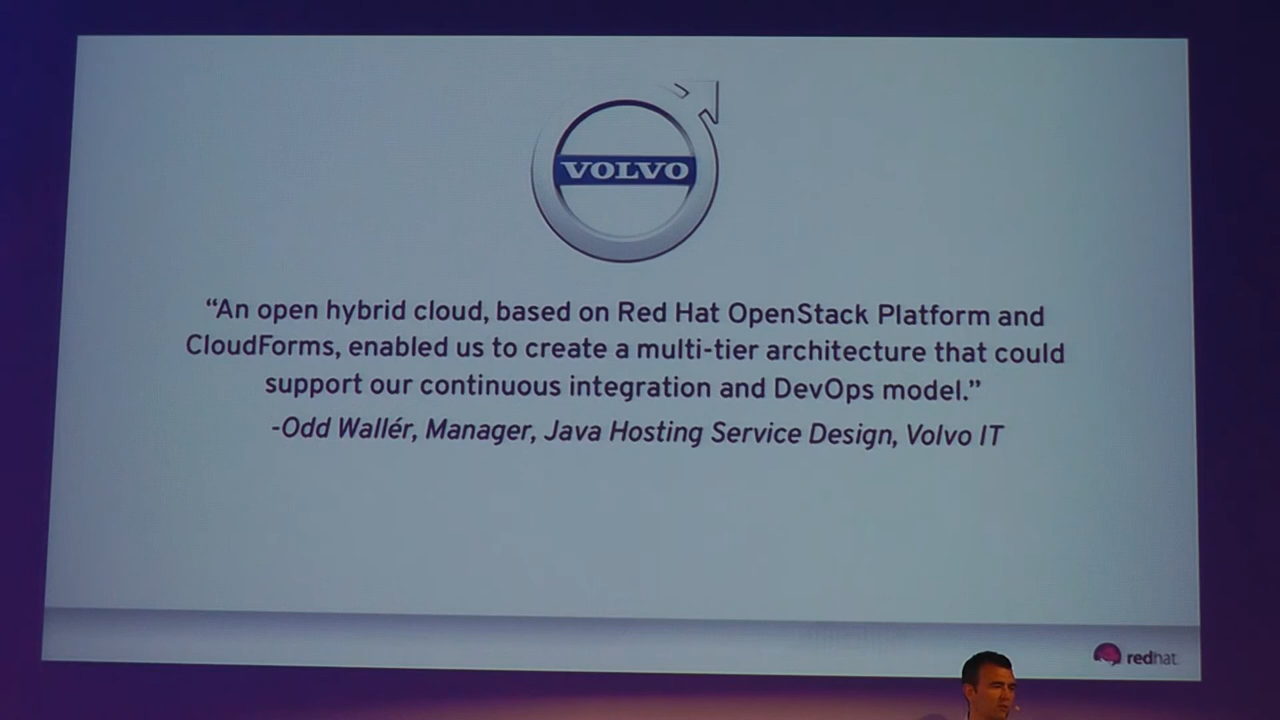 VOLVO
“An open hybrid cloud, based on Red Hat OpenStack Platform and
CloudForms, enabled us to create a multi-tier architecture that could
support our continuous integration and DevOps model.”
-Odd Wallér, Manager, Java Hosting Service Design, Volvo IT
redhat